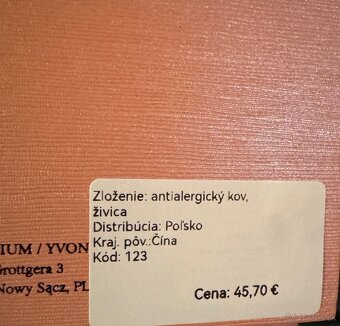 Zloženie: antialergický kov,
živica
Distribúcia: Poľsko
Kraj. pôv.:Čína
Kód: 123
Cena: 45,70 €
IUM / YVON
Grottgera 3
Nowy Sącz, PL